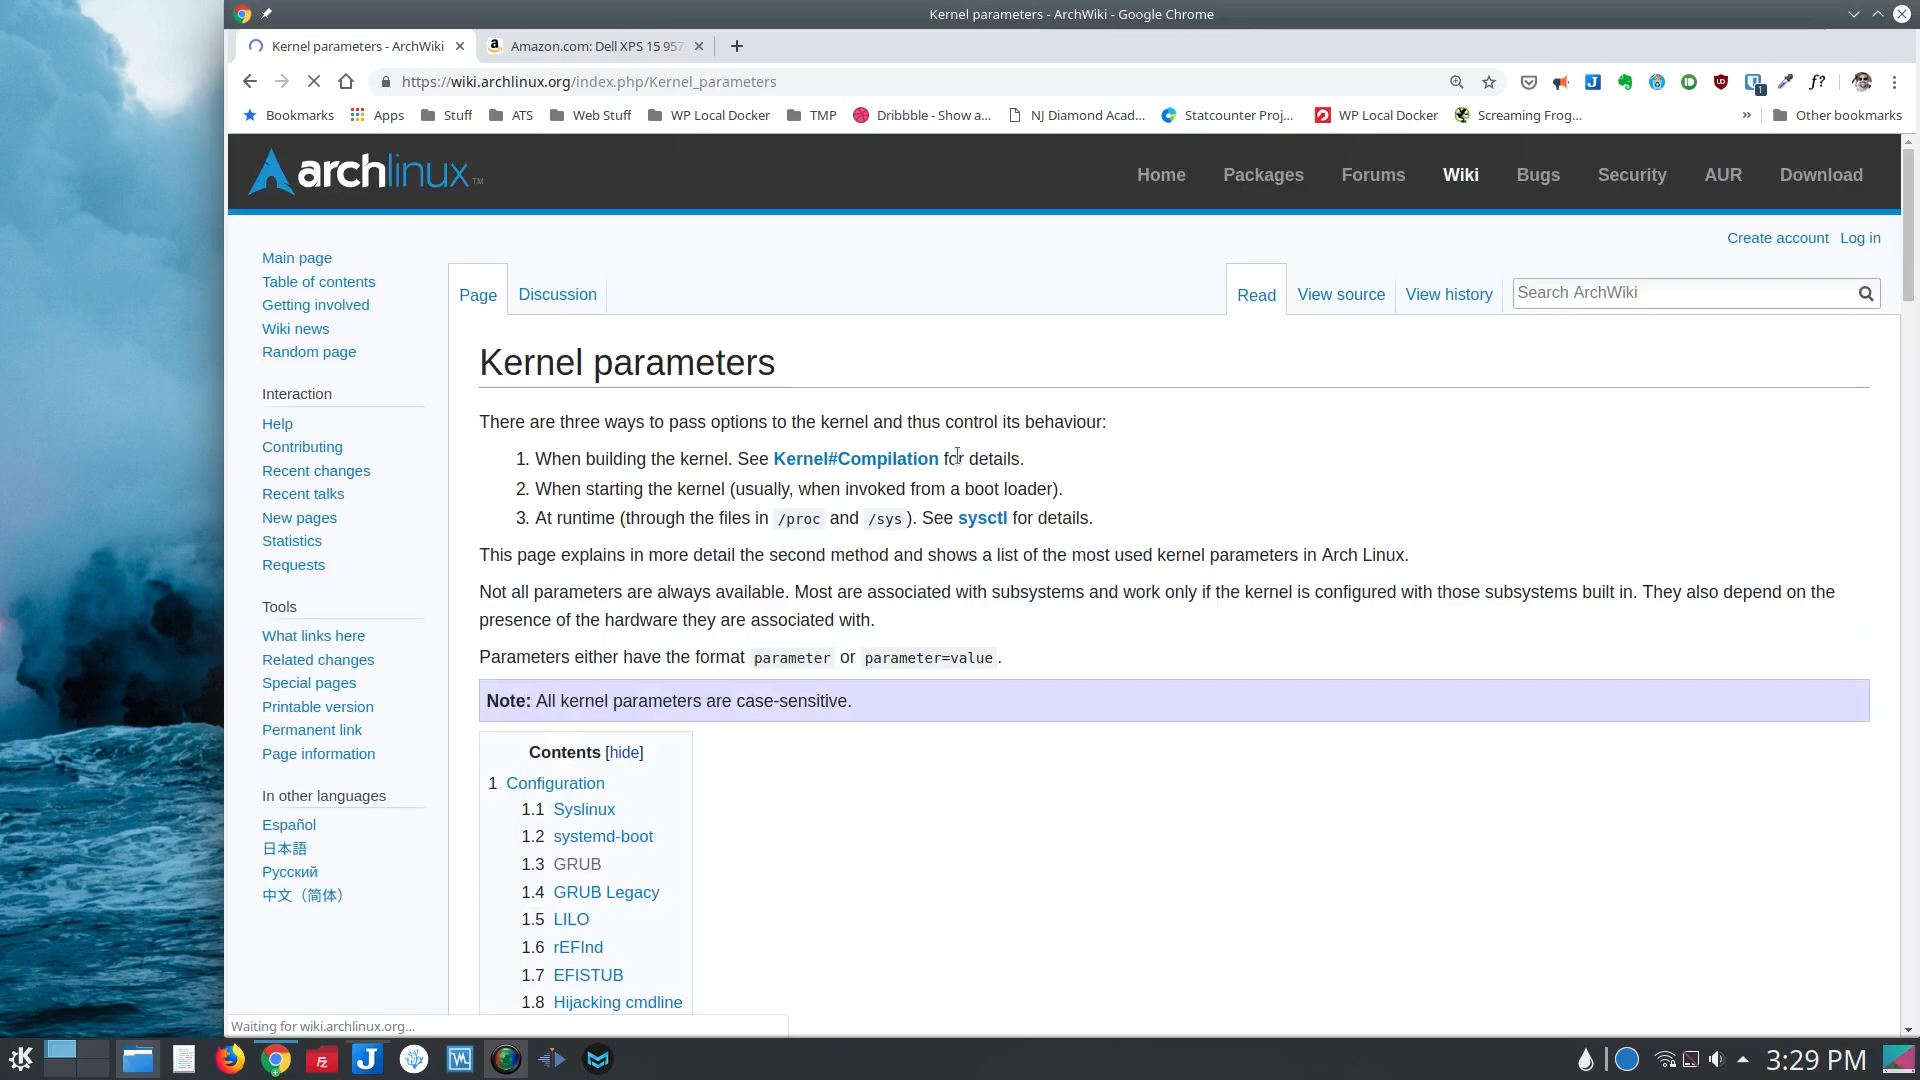 Kernel parameters - ArchWiki - Google Chrome
Kernel parameters - ArchWiki
Amazon.com: Dell XPS 15 957
https://wiki.archlinux.org/index.php/Kernel_parameters
f?
1
Bookmarks Apps Stuff ATS Web Stuff WP Local Docker TMP Dribbble - Show a... NJ Diamond Acad... Statcounter Proj... WP Local Docker Screaming Frog... » Other bookmarks
archlinux™
Home Packages Forums Wiki Bugs Security AUR Download
Create account Log in
Main page
Table of contents
Getting involved
Wiki news
Random page
Interaction
Help
Contributing
Recent changes
Recent talks
New pages
Statistics
Requests
Tools
What links here
Related changes
Special pages
Printable version
Permanent link
Page information
In other languages
Español
日本語
Русский
中文（简体）
Page Discussion
Read View source View history Search ArchWiki
Kernel parameters
There are three ways to pass options to the kernel and thus control its behaviour:
1. When building the kernel. See Kernel#Compilation for details.
2. When starting the kernel (usually, when invoked from a boot loader).
3. At runtime (through the files in /proc and /sys). See sysctl for details.
This page explains in more detail the second method and shows a list of the most used kernel parameters in Arch Linux.
Not all parameters are always available. Most are associated with subsystems and work only if the kernel is configured with those subsystems built in. They also depend on the
presence of the hardware they are associated with.
Parameters either have the format parameter or parameter=value.
Note: All kernel parameters are case-sensitive.
Contents [hide]
1 Configuration
1.1 Syslinux
1.2 systemd-boot
1.3 GRUB
1.4 GRUB Legacy
1.5 LILO
1.6 rEFInd
1.7 EFISTUB
1.8 Hijacking cmdline
Waiting for wiki.archlinux.org...
3:29 PM